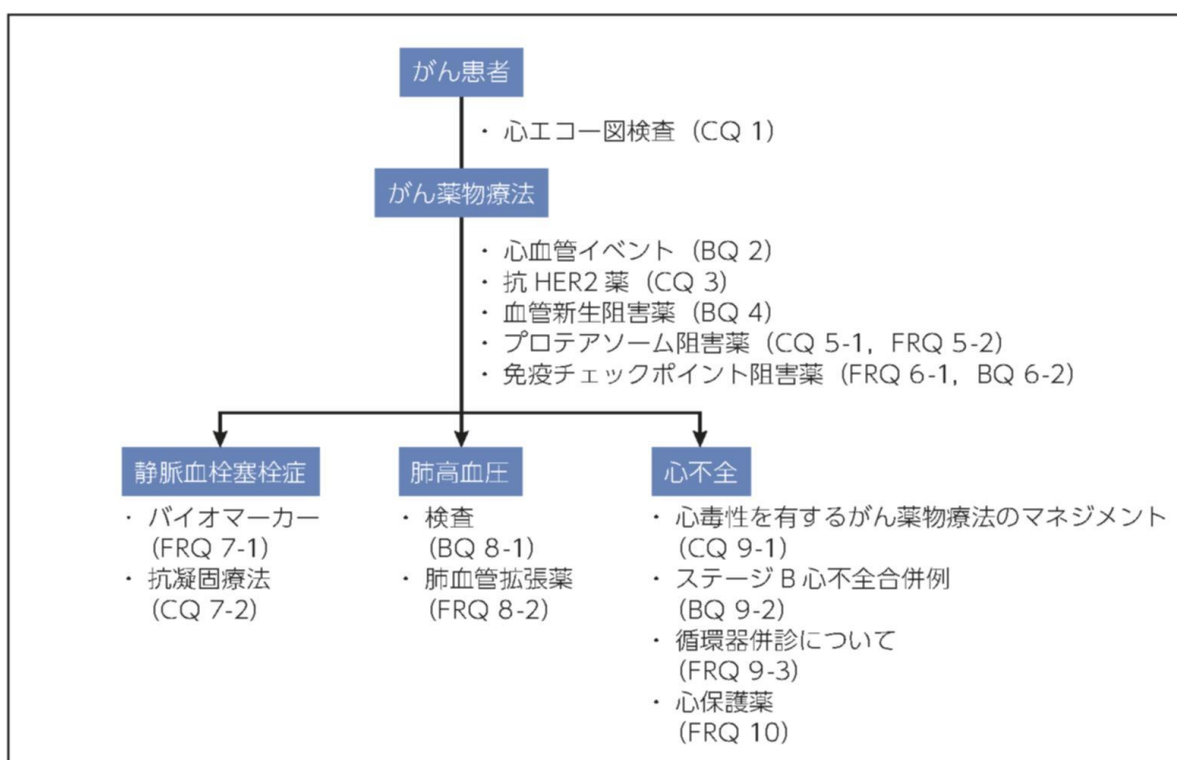 がん患者
・ 心エコー図検査（CQ 1）
がん薬物療法
・ 心血管イベント（BQ 2）
・ 抗 HER2 薬（CQ 3）
・ 血管新生阻害薬（BQ 4）
・ プロテアソーム阻害薬（CQ 5-1，FRQ 5-2）
・ 免疫チェックポイント阻害薬（FRQ 6-1，BQ 6-2）
静脈血栓塞栓症
・ バイオマーカー
（FRQ 7-1）
・ 抗凝固療法
（CQ 7-2）
肺高血圧
・ 検査
（BQ 8-1）
・ 肺血管拡張薬
（FRQ 8-2）
心不全
・ 心毒性を有するがん薬物療法のマネジメント
（CQ 9-1）
・ ステージ B 心不全合併例
（BQ 9-2）
・ 循環器併診について
（FRQ 9-3）
・ 心保護薬
（FRQ 10）